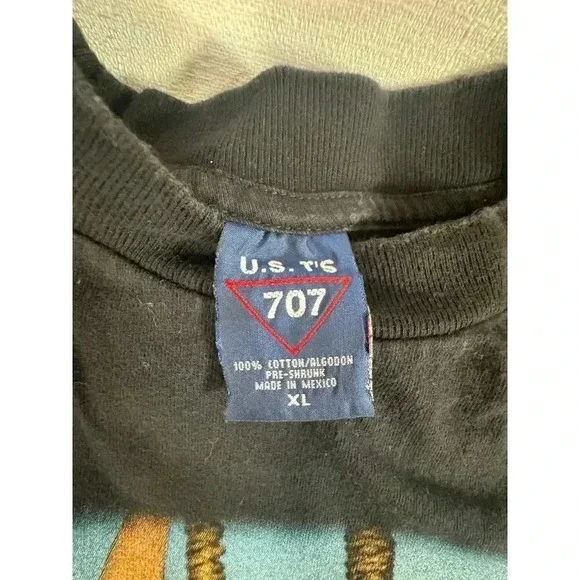 U.S. T'S
707
100% COTTON/ALGODON
PRE-SHRUNK
MADE IN MEXICO
XL